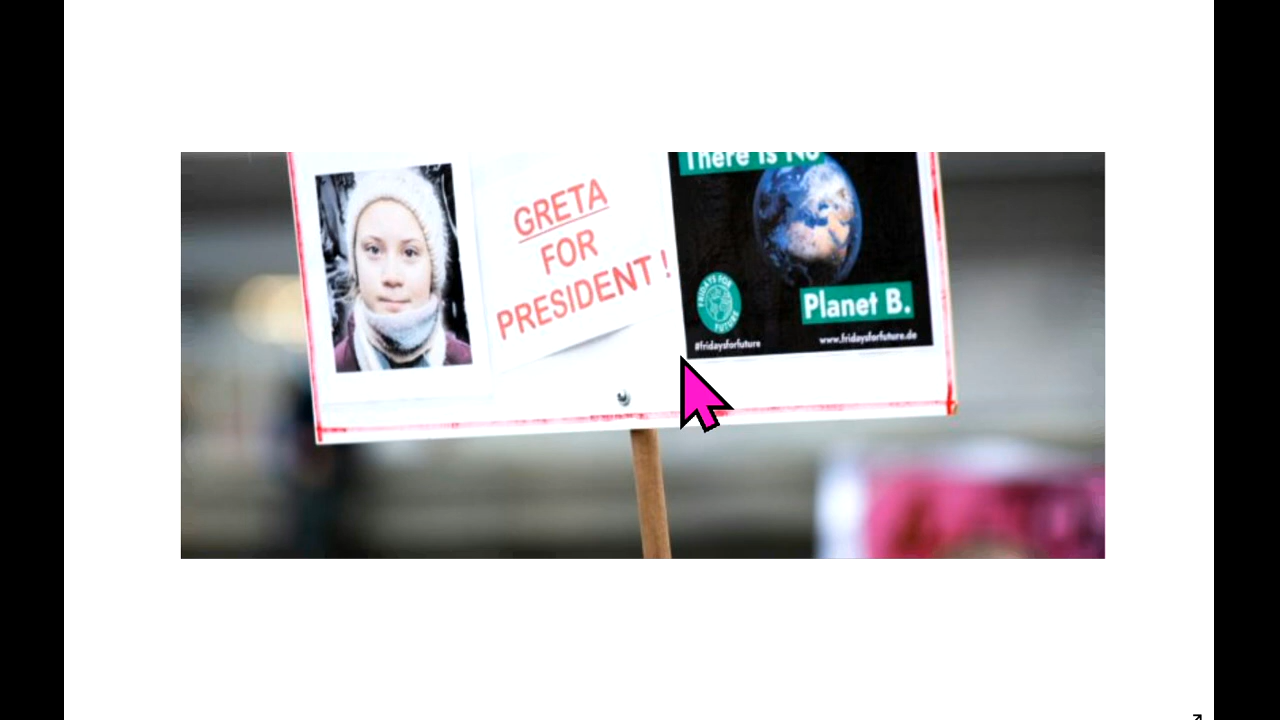 GRETA
FOR
PRESIDENT !
There Is No
Planet B.
FRIDAYS FOR FUTURE
#fridaysforfuture
www.fridaysforfuture.de